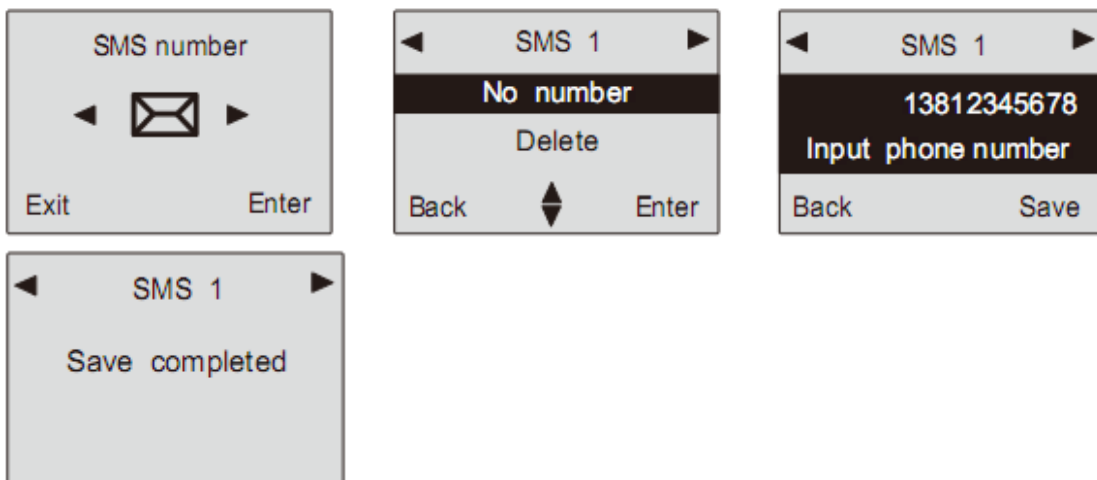 SMS number
Exit Enter
SMS 1
No number
Delete
Back Enter
SMS 1
13812345678
Input phone number
Back Save
SMS 1
Save completed